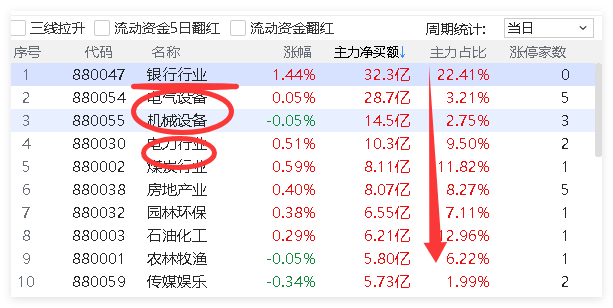 三线拉升 流动资金5日翻红 流动资金翻红 周期统计: 当日
序号 代码 名称 涨幅 主力净买额↓ 主力占比 涨停家数
1 880047 银行行业 1.44% 32.3亿 22.41% 0
2 880054 电气设备 0.05% 28.7亿 3.21% 5
3 880055 机械设备 -0.05% 14.5亿 2.75% 3
4 880030 电力行业 0.51% 10.3亿 9.50% 2
5 880002 煤炭行业 0.59% 8.11亿 11.82% 1
6 880038 房地产业 0.40% 8.07亿 8.27% 5
7 880032 园林环保 0.38% 6.55亿 7.11% 1
8 880003 石油化工 0.29% 6.21亿 12.96% 1
9 880001 农林牧渔 -0.05% 5.80亿 6.22% 1
10 880059 传媒娱乐 -0.34% 5.73亿 1.99% 2